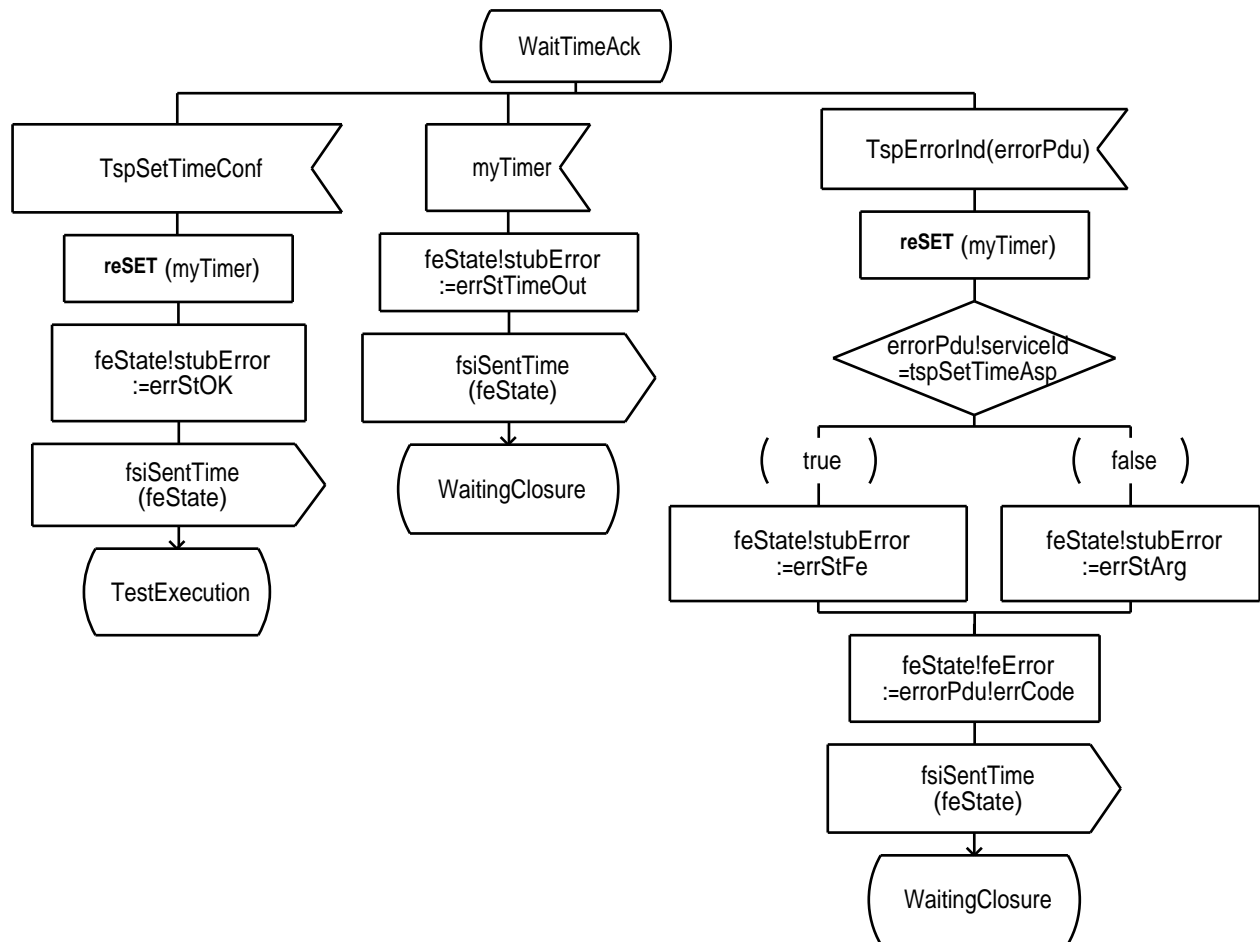 WaitTimeAck
TspSetTimeConf
reSET (myTimer)
feState!stubError
:=errStOK
fsiSentTime
(feState)
TestExecution
myTimer
feState!stubError
:=errStTimeOut
fsiSentTime
(feState)
WaitingClosure
TspErrorInd(errorPdu)
reSET (myTimer)
errorPdu!serviceId
=tspSetTimeAsp
( true )
feState!stubError
:=errStFe
( false )
feState!stubError
:=errStArg
feState!feError
:=errorPdu!errCode
fsiSentTime
(feState)
WaitingClosure